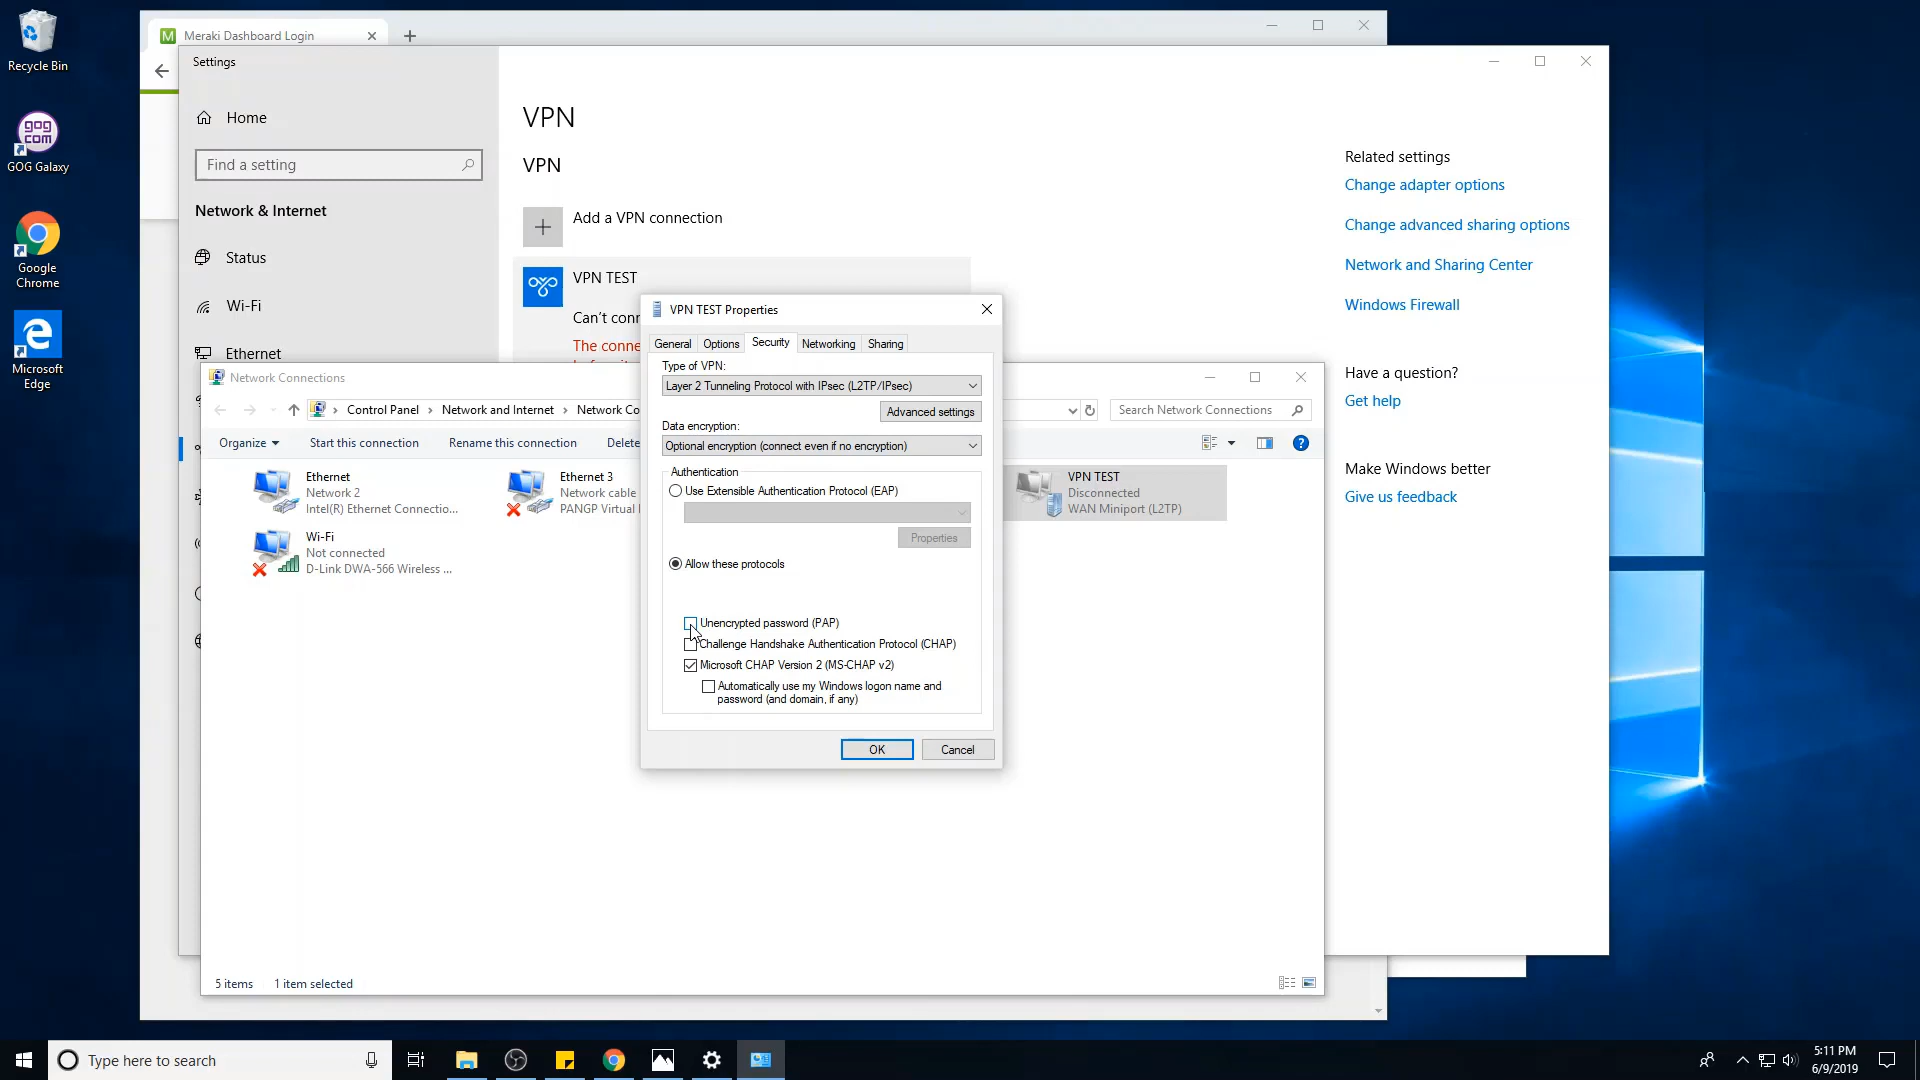 Recycle Bin
gog
com
GOG Galaxy
Google
Chrome
Microsoft
Edge
M Meraki Dashboard Login
Settings
Home
Find a setting
Network & Internet
Status
Wi-Fi
Ethernet
VPN
VPN
Add a VPN connection
VPN TEST
Can't conn
The conne
Related settings
Change adapter options
Change advanced sharing options
Network and Sharing Center
Windows Firewall
Have a question?
Get help
Make Windows better
Give us feedback
Network Connections
Control Panel > Network and Internet > Network Co
Search Network Connections
Organize
Start this connection
Rename this connection
Delete
Ethernet
Network 2
Intel(R) Ethernet Connectio...
Ethernet 3
Network cable
PANGP Virtual
VPN TEST
Disconnected
WAN Miniport (L2TP)
Wi-Fi
Not connected
D-Link DWA-566 Wireless ...
5 items
1 item selected
VPN TEST Properties
General
Options
Security
Networking
Sharing
Type of VPN:
Layer 2 Tunneling Protocol with IPsec (L2TP/IPsec)
Advanced settings
Data encryption:
Optional encryption (connect even if no encryption)
Authentication
Use Extensible Authentication Protocol (EAP)
Properties
Allow these protocols
Unencrypted password (PAP)
Challenge Handshake Authentication Protocol (CHAP)
Microsoft CHAP Version 2 (MS-CHAP v2)
Automatically use my Windows logon name and
password (and domain, if any)
OK
Cancel
Type here to search
5:11 PM
6/9/2019